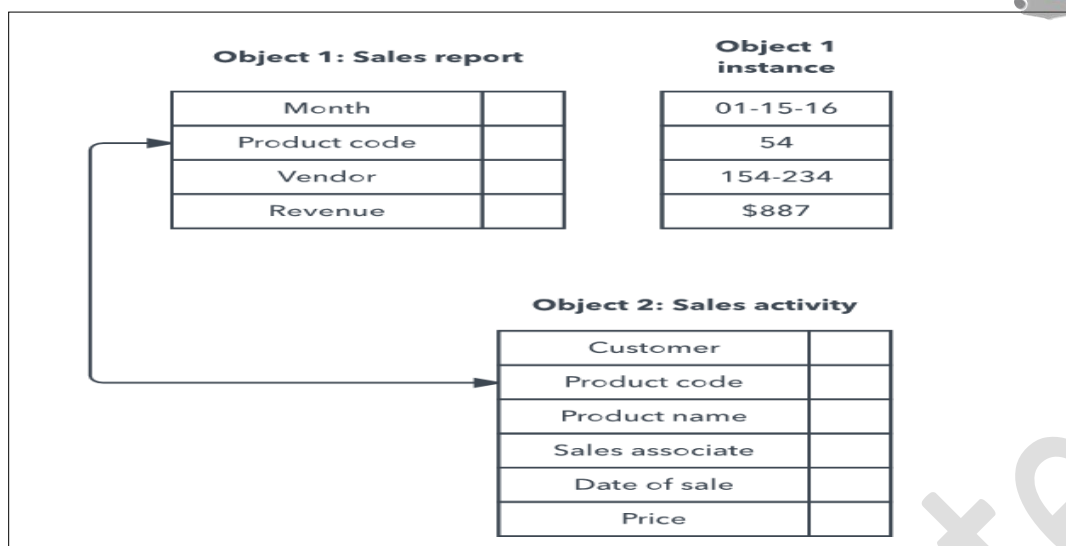 Object 1: Sales report
Object 1
instance
Month
01-15-16
Product code
54
Vendor
154-234
Revenue
$887
Object 2: Sales activity
Customer
Product code
Product name
Sales associate
Date of sale
Price